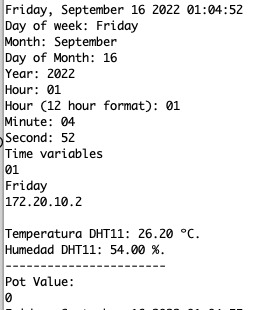 Friday, September 16 2022 01:04:52
Day of week: Friday
Month: September
Day of Month: 16
Year: 2022
Hour: 01
Hour (12 hour format): 01
Minute: 04
Second: 52
Time variables
01
Friday
172.20.10.2
Temperatura DHT11: 26.20 ºC.
Humedad DHT11: 54.00 %.
-----------------------
Pot Value:
0